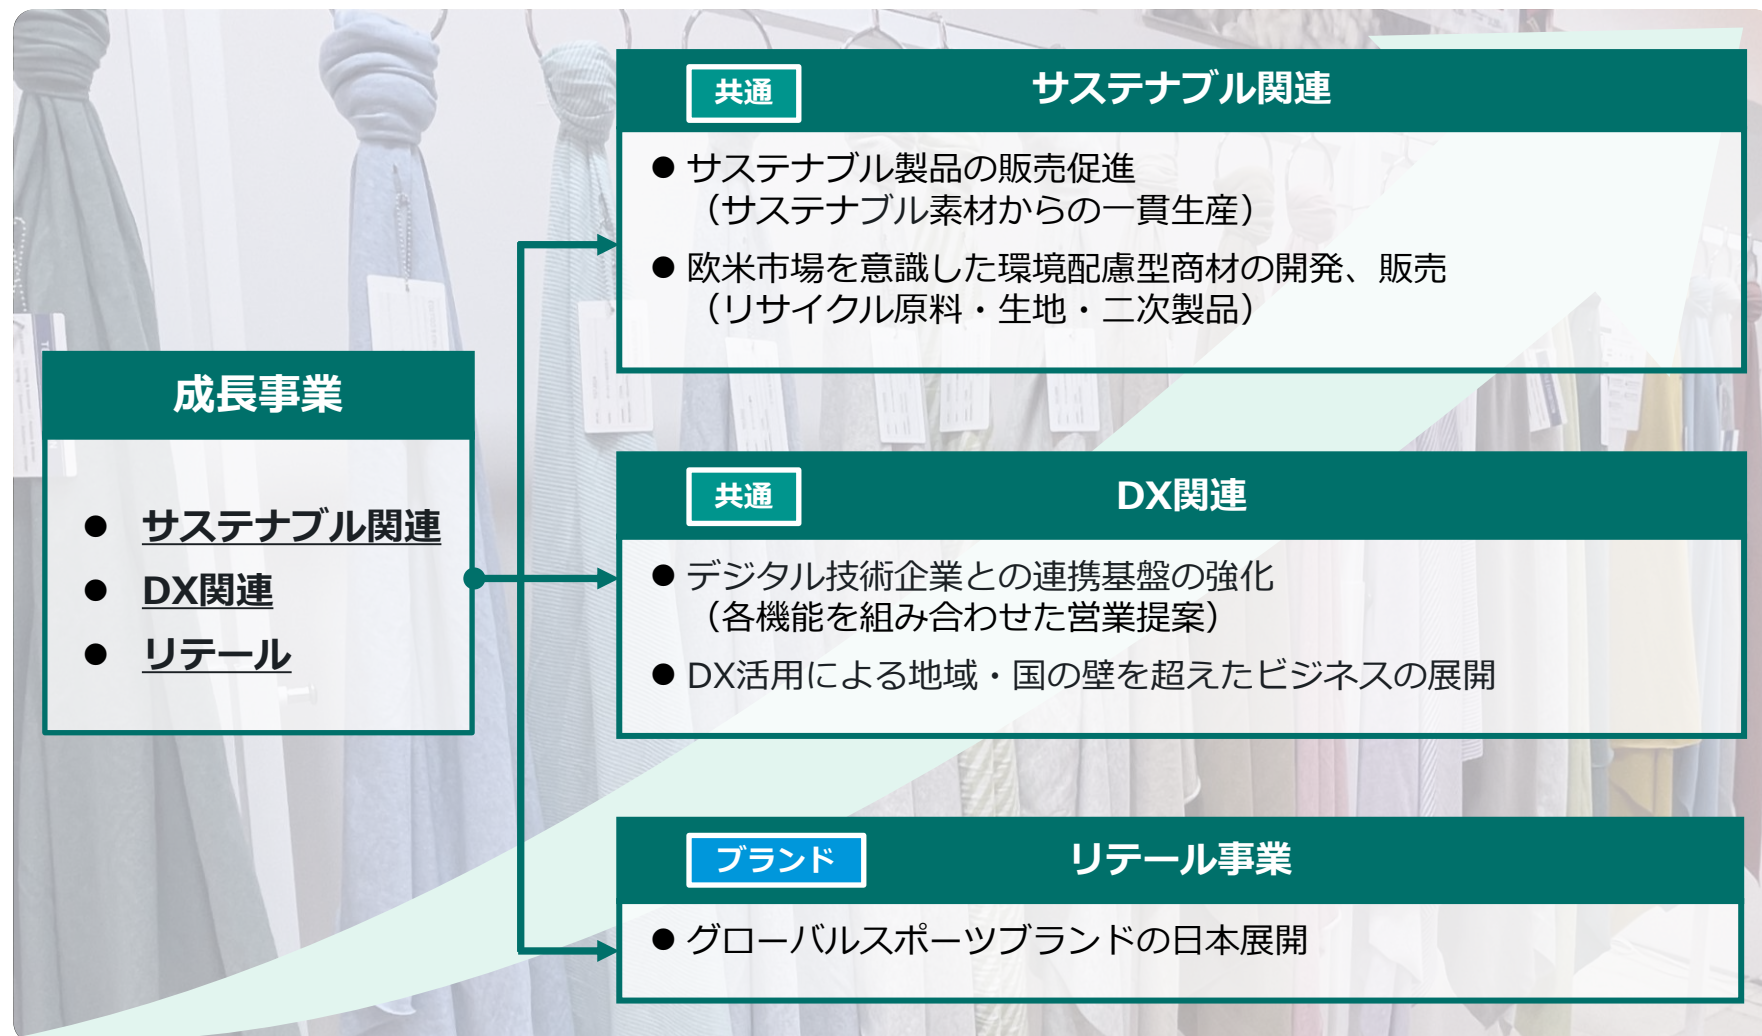 成長事業
● サステナブル関連
● DX関連
● リテール
共通 サステナブル関連
● サステナブル製品の販売促進
（サステナブル素材からの一貫生産）
● 欧米市場を意識した環境配慮型商材の開発、販売
（リサイクル原料・生地・二次製品）
共通 DX関連
● デジタル技術企業との連携基盤の強化
（各機能を組み合わせた営業提案）
● DX活用による地域・国の壁を超えたビジネスの展開
ブランド リテール事業
● グローバルスポーツブランドの日本展開